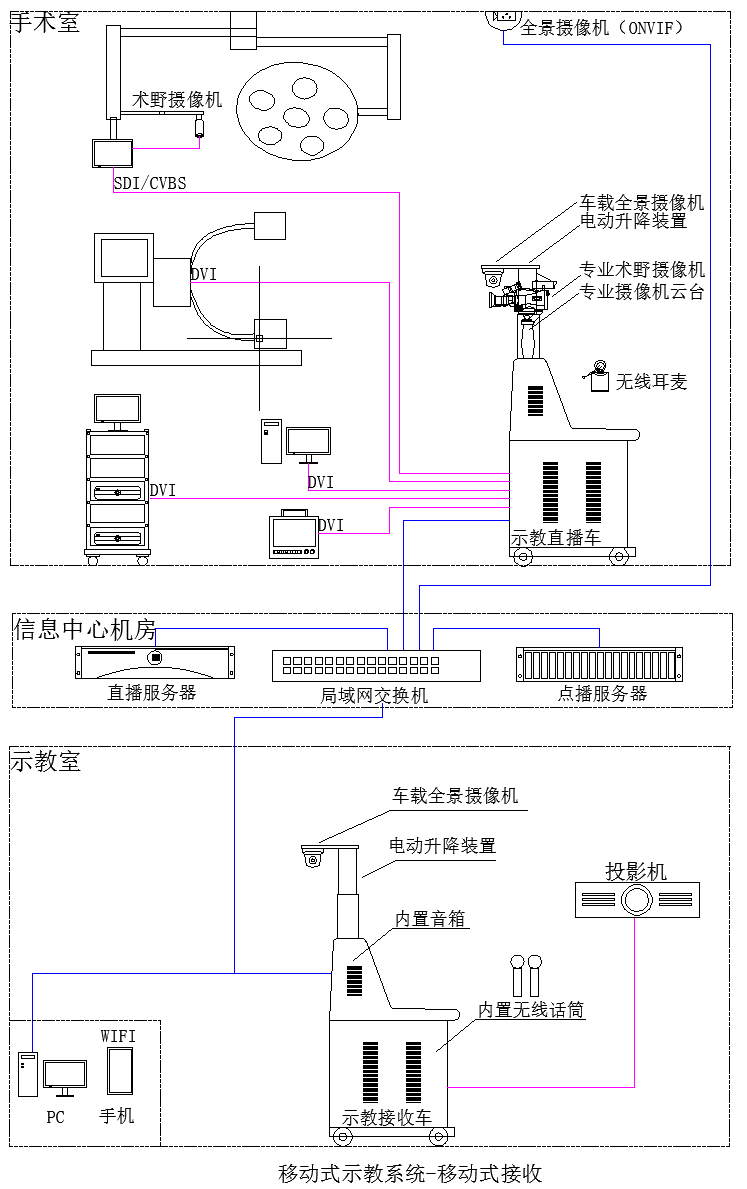 手术室
全景摄像机（ONVIF）
术野摄像机
SDI/CVBS
车载全景摄像机
电动升降装置
DVI
专业术野摄像机
专业摄像机云台
无线耳麦
DVI
DVI
DVI
示教直播车
信息中心机房
直播服务器
局域网交换机
点播服务器
示教室
车载全景摄像机
电动升降装置
投影机
内置音箱
内置无线话筒
WIFI
PC
手机
示教接收车
移动式示教系统-移动式接收